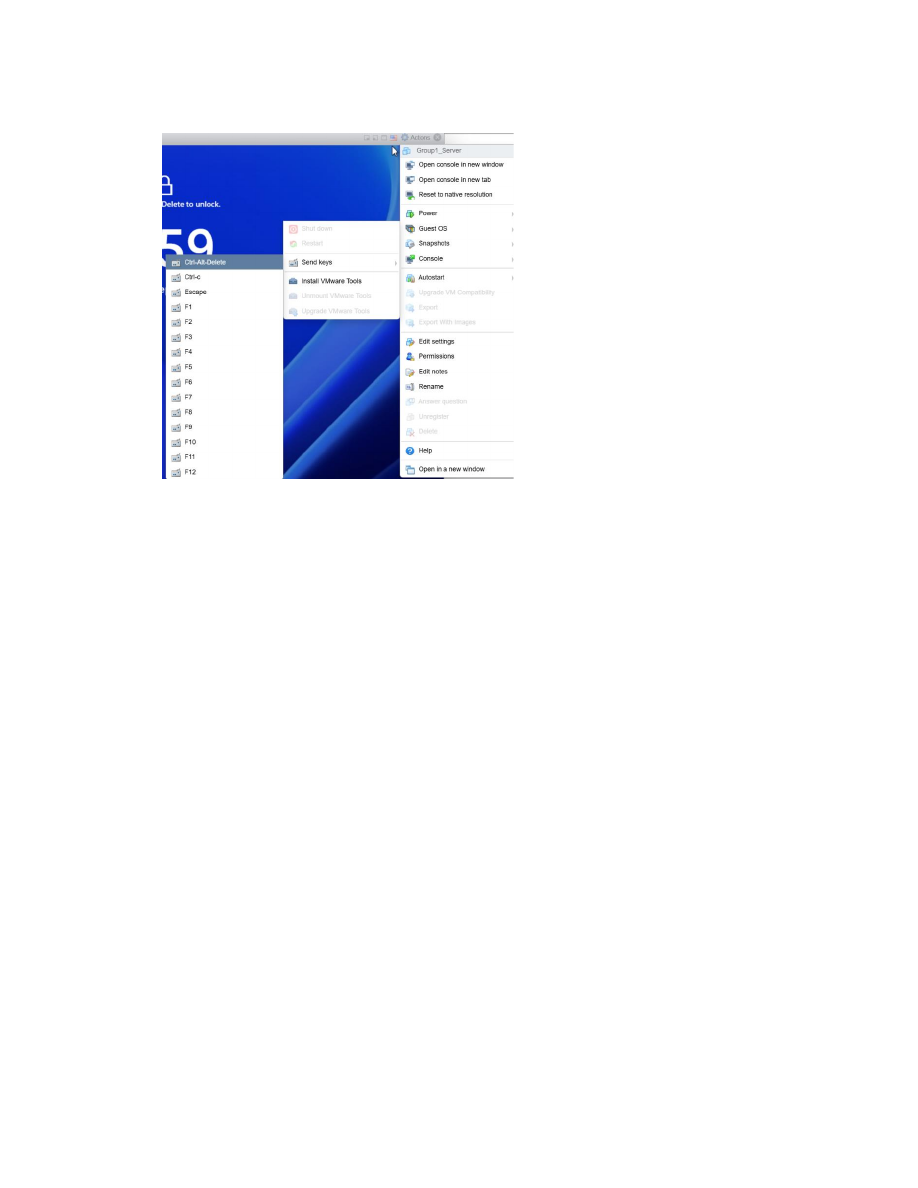 Actions
Group1_Server
Open console in new window
Open console in new tab
Reset to native resolution
Power
Guest OS
Snapshots
Console
Autostart
Upgrade VM Compatibility
Export
Export With Images
Edit settings
Permissions
Edit notes
Rename
Answer question
Unregister
Delete
Help
Open in a new window
Shut down
Restart
Send keys
Install VMware Tools
Unmount VMware Tools
Upgrade VMware Tools
Delete to unlock.
59
Ctrl-Alt-Delete
Ctrl-c
Escape
F1
F2
F3
F4
F5
F6
F7
F8
F9
F10
F11
F12